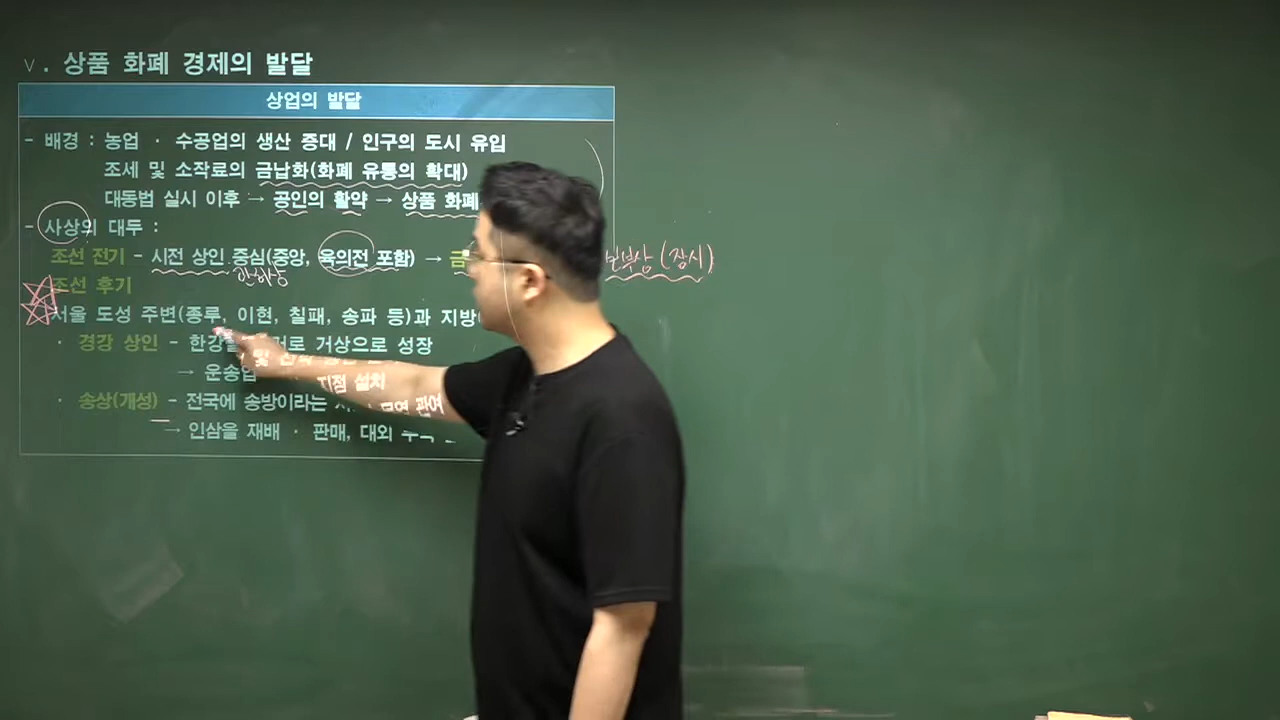 Ⅴ. 상품 화폐 경제의 발달
상업의 발달
- 배경 : 농업 · 수공업의 생산 증대 / 인구의 도시 유입
조세 및 소작료의 금납화(화폐 유통의 확대)
대동법 실시 이후 → 공인의 활약 → 상품 화폐
- 사상의 대두 :
조선 전기 - 시전 상인 중심(중앙, 육의전 포함) → 금
보부상 (장시)
조선 후기
서울 도성 주변(종루, 이현, 칠패, 송파 등)과 지방
· 경강 상인 - 한강을 거로 거상으로 성장
→ 운송업 및
· 송상(개성) - 전국에 송방이라는 지점 설치
→ 인삼을 재배 · 판매, 대외 무역